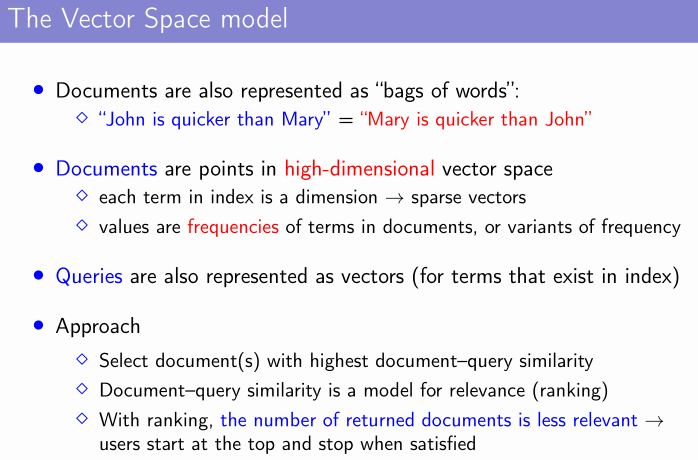 The Vector Space model
• Documents are also represented as “bags of words”:
◇ “John is quicker than Mary” = “Mary is quicker than John”
• Documents are points in high-dimensional vector space
◇ each term in index is a dimension → sparse vectors
◇ values are frequencies of terms in documents, or variants of frequency
• Queries are also represented as vectors (for terms that exist in index)
• Approach
◇ Select document(s) with highest document–query similarity
◇ Document–query similarity is a model for relevance (ranking)
◇ With ranking, the number of returned documents is less relevant →
users start at the top and stop when satisfied